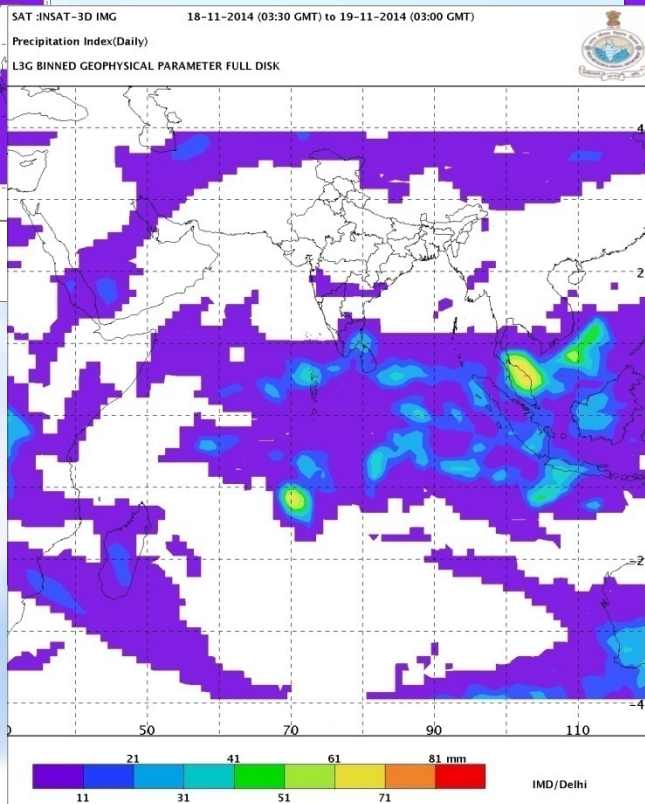 SAT :INSAT-3D IMG 18-11-2014 (03:30 GMT) to 19-11-2014 (03:00 GMT)
Precipitation Index(Daily)
L3G BINNED GEOPHYSICAL PARAMETER FULL DISK
4
2
-2
-4
50 70 90 110
21 41 61 81 mm
11 31 51 71
IMD/Delhi